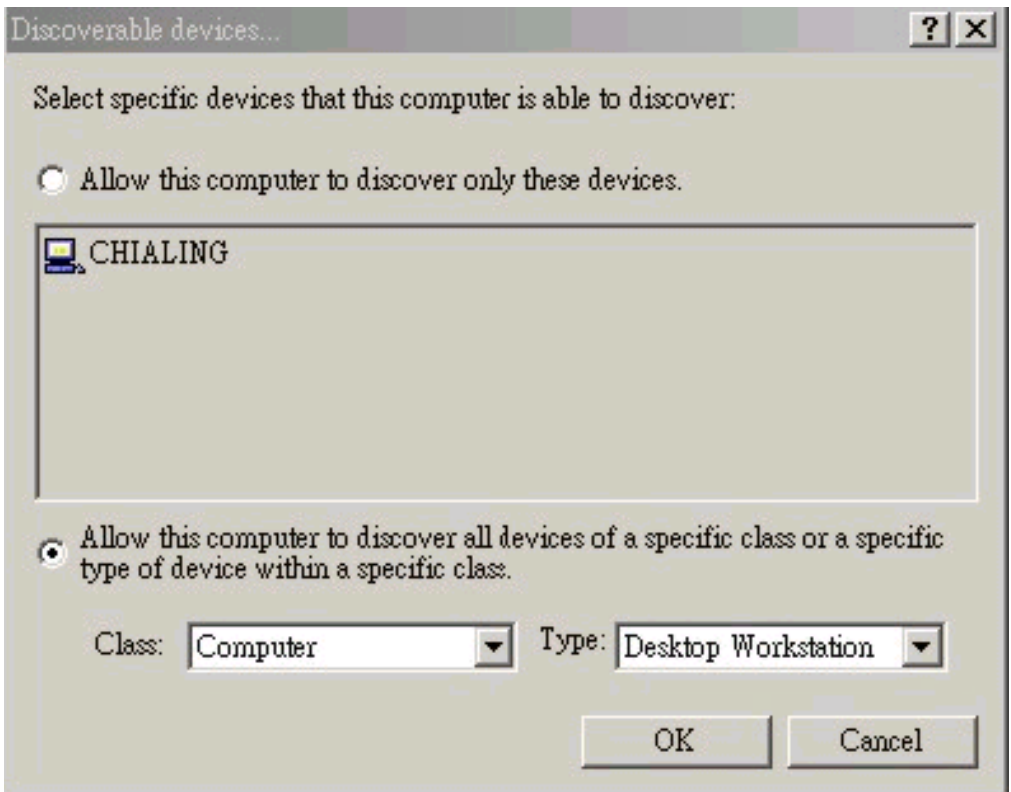 Discoverable devices...
Select specific devices that this computer is able to discover:
Allow this computer to discover only these devices.
CHIALING
Allow this computer to discover all devices of a specific class or a specific
type of device within a specific class.
Class: Computer Type: Desktop Workstation
OK Cancel